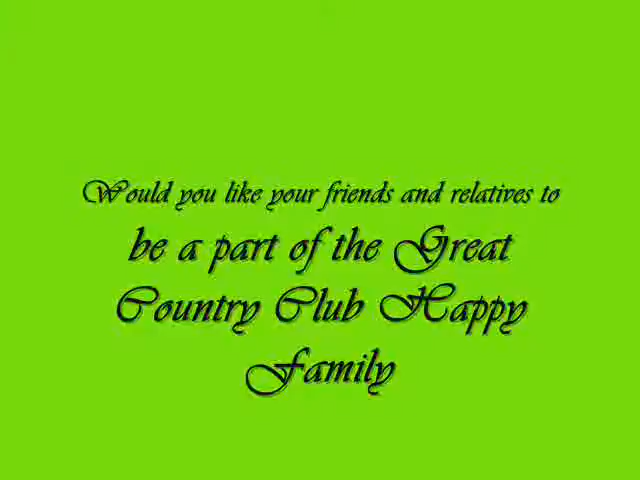 Would you like your friends and relatives to
be a part of the Great
Country Club Happy
Family